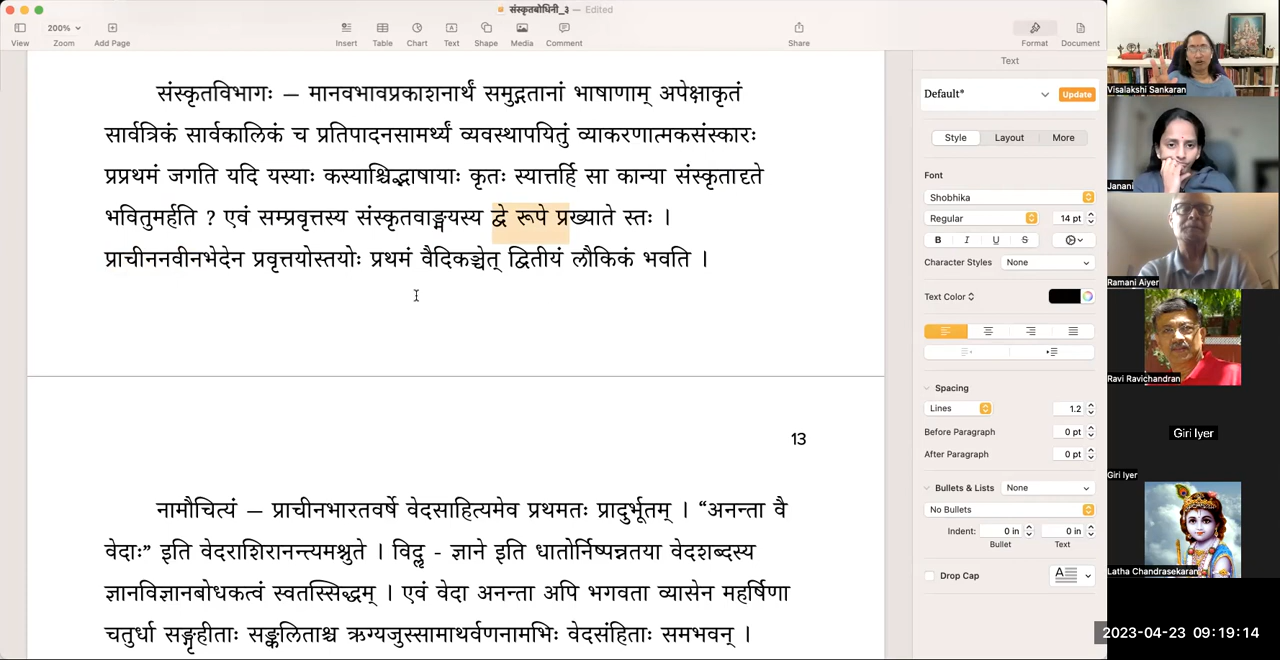 संस्कृतबोधिनी_३ — Edited
View
200%
Zoom
Add Page
Insert
Table
Chart
Text
Shape
Media
Comment
Share
Format
Document
संस्कृतविभागः — मानवभावप्रकाशनार्थं समुद्गतानां भाषाणाम् अपेक्षाकृतं
सार्वत्रिकं सार्वकालिकं च प्रतिपादनसामर्थ्यं व्यवस्थापयितुं व्याकरणात्मकसंस्कारः
प्रप्रथमं जगति यदि यस्याः कस्याश्चिद्भाषायाः कृतः स्यात्तर्हि सा कान्या संस्कृतादृते
भवितुमर्हति ? एवं सम्प्रवृत्तस्य संस्कृतवाङ्मयस्य द्वे रूपे प्रख्याते स्तः ।
प्राचीननवीनभेदेन प्रवृत्तयोस्तयोः प्रथमं वैदिकञ्चेत् द्वितीयं लौकिकं भवति ।
13
नामौचित्यं — प्राचीनभारतवर्षे वेदसाहित्यमेव प्रथमतः प्रादुर्भूतम् । “अनन्ता वै
वेदाः” इति वेदराशिरानन्त्यमश्नुते । विद्लृ - ज्ञाने इति धातोर्निष्पन्नतया वेदशब्दस्य
ज्ञानविज्ञानबोधकत्वं स्वतस्सिद्धम् । एवं वेदा अनन्ता अपि भगवता व्यासेन महर्षिणा
चतुर्धा सङ्गृहीताः सङ्कलिताश्च ऋग्यजुस्सामाथर्वणनामभिः वेदसंहिताः समभवन् ।
Text
Default*
Update
Style
Layout
More
Font
Shobhika
Regular
14 pt
B I U S
Character Styles
None
Text Color
Spacing
Lines
1.2
Before Paragraph
0 pt
After Paragraph
0 pt
Bullets & Lists
None
No Bullets
Indent:
0 in
0 in
Bullet
Text
Drop Cap
A
Visalakshi Sankaran
Janani
Ramani Aiyer
Ravi Ravichandran
Giri Iyer
Giri Iyer
Latha Chandrasekaran
2023-04-23 09:19:14